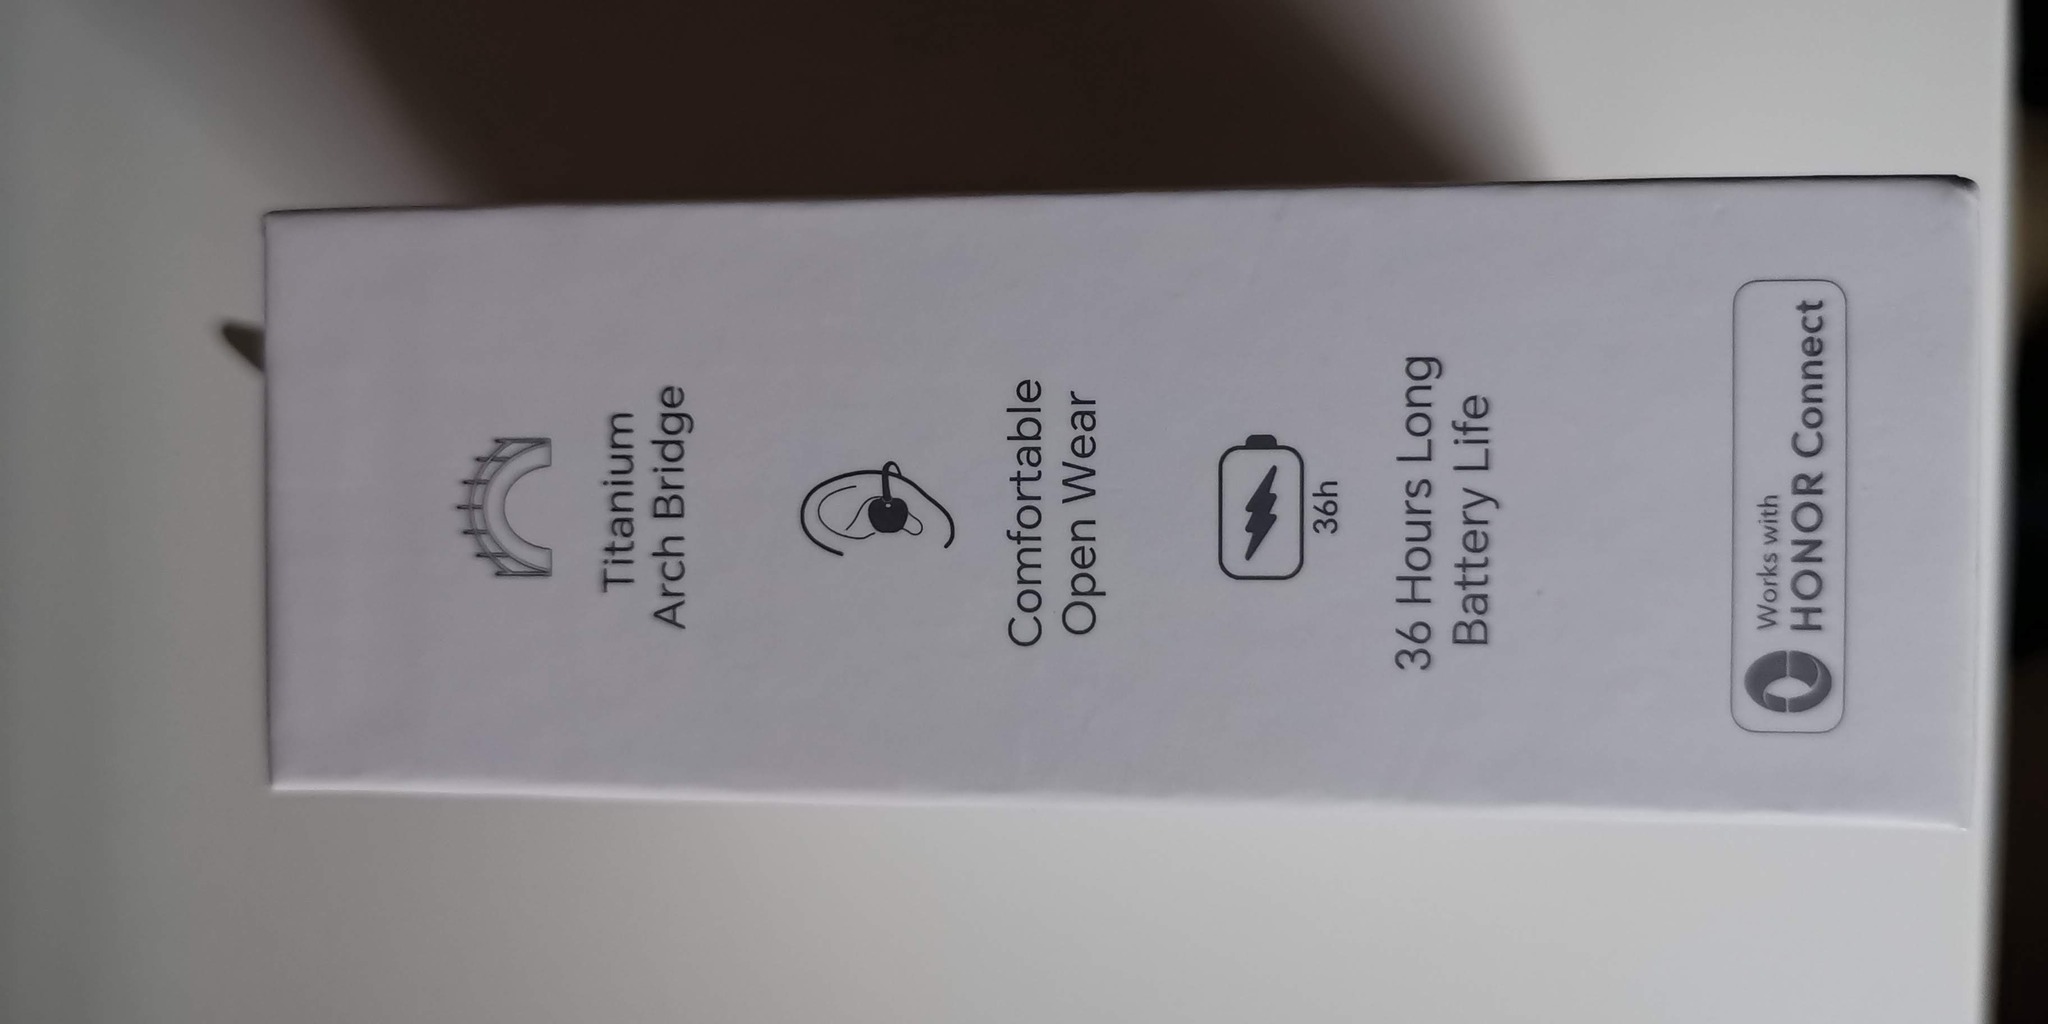 Titanium
Arch Bridge
Comfortable
Open Wear
36h
36 Hours Long
Battery Life
Works with
HONOR Connect